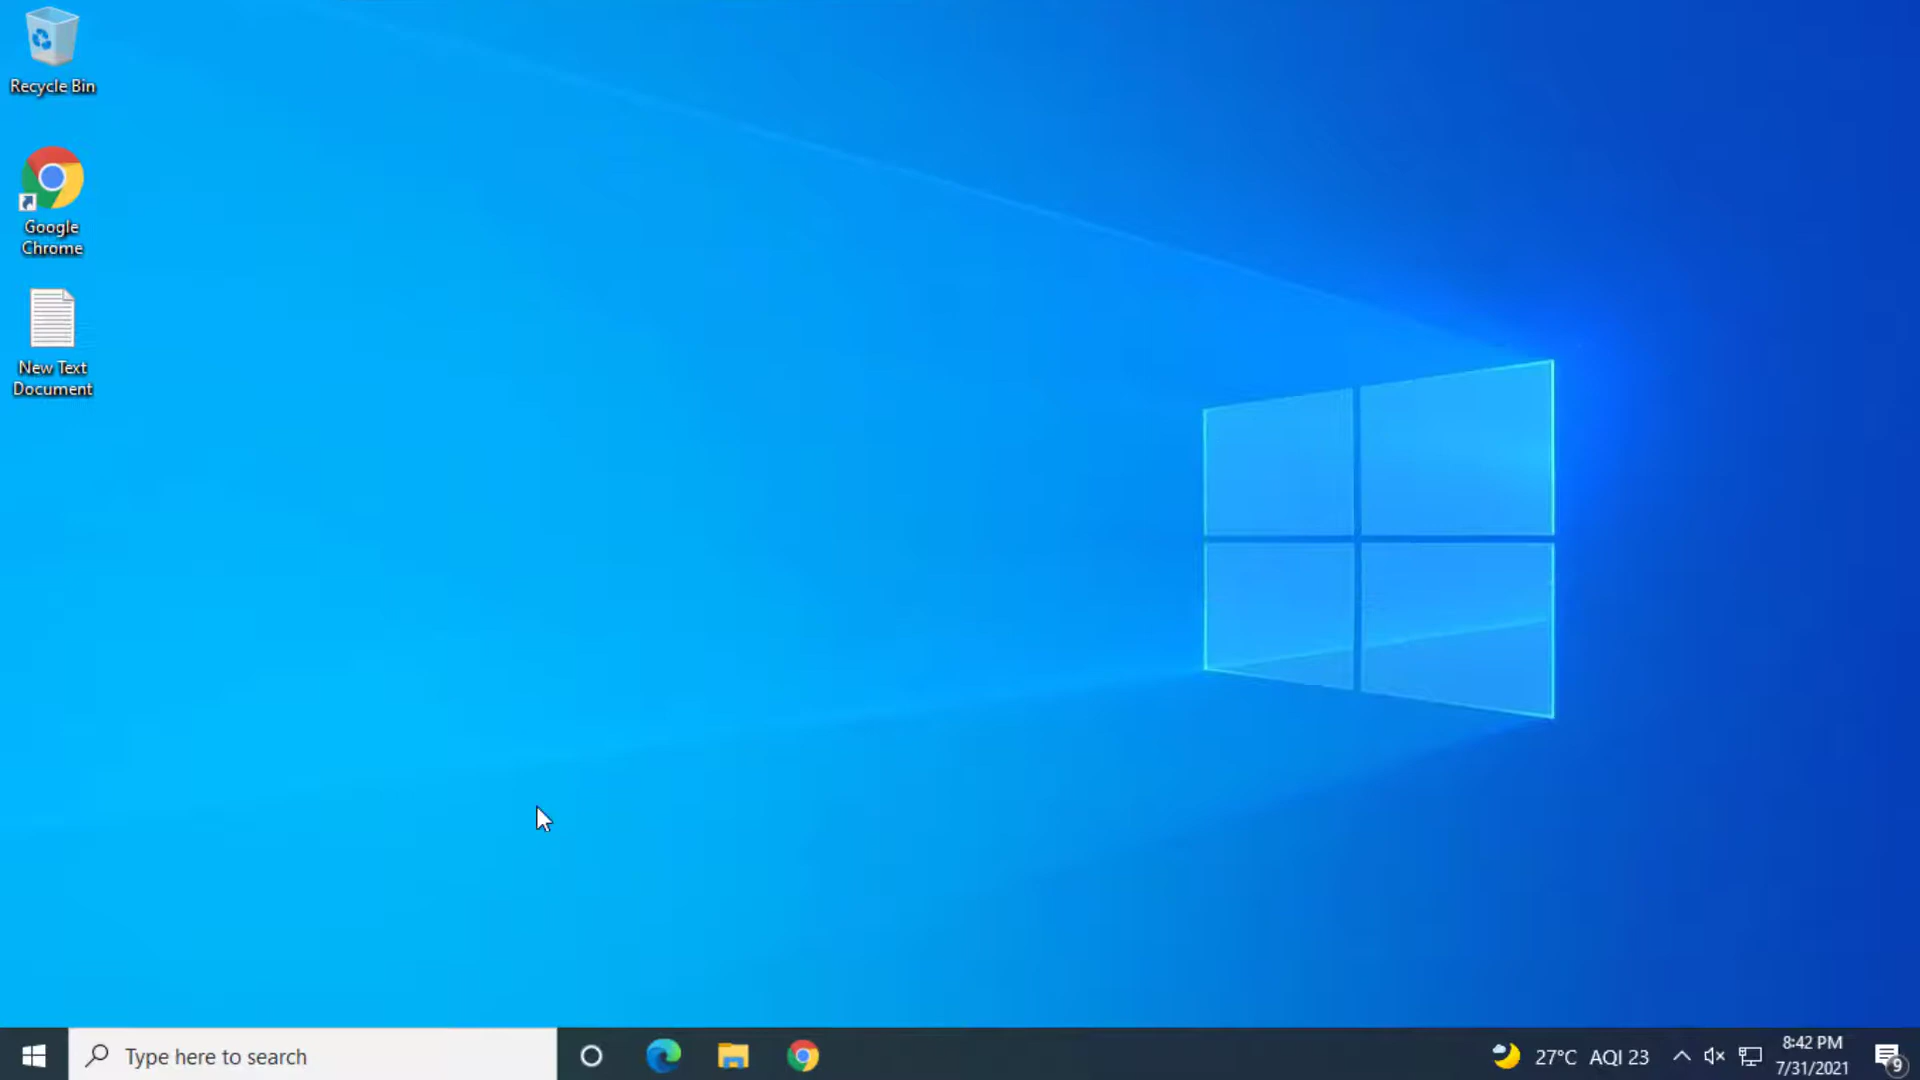 Recycle Bin
Google
Chrome
New Text
Document
Type here to search
27°C AQI 23
8:42 PM
7/31/2021
9